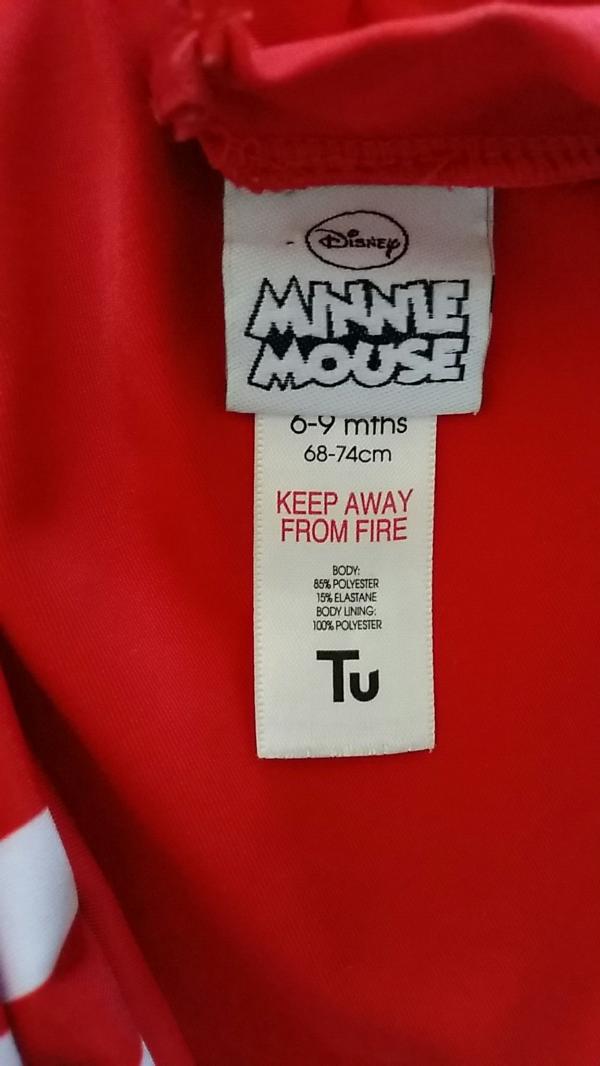 Disney
MINNIE
MOUSE
6-9 mths
68-74cm
KEEP AWAY
FROM FIRE
BODY:
85% POLYESTER
15% ELASTANE
BODY LINING:
100% POLYESTER
Tu